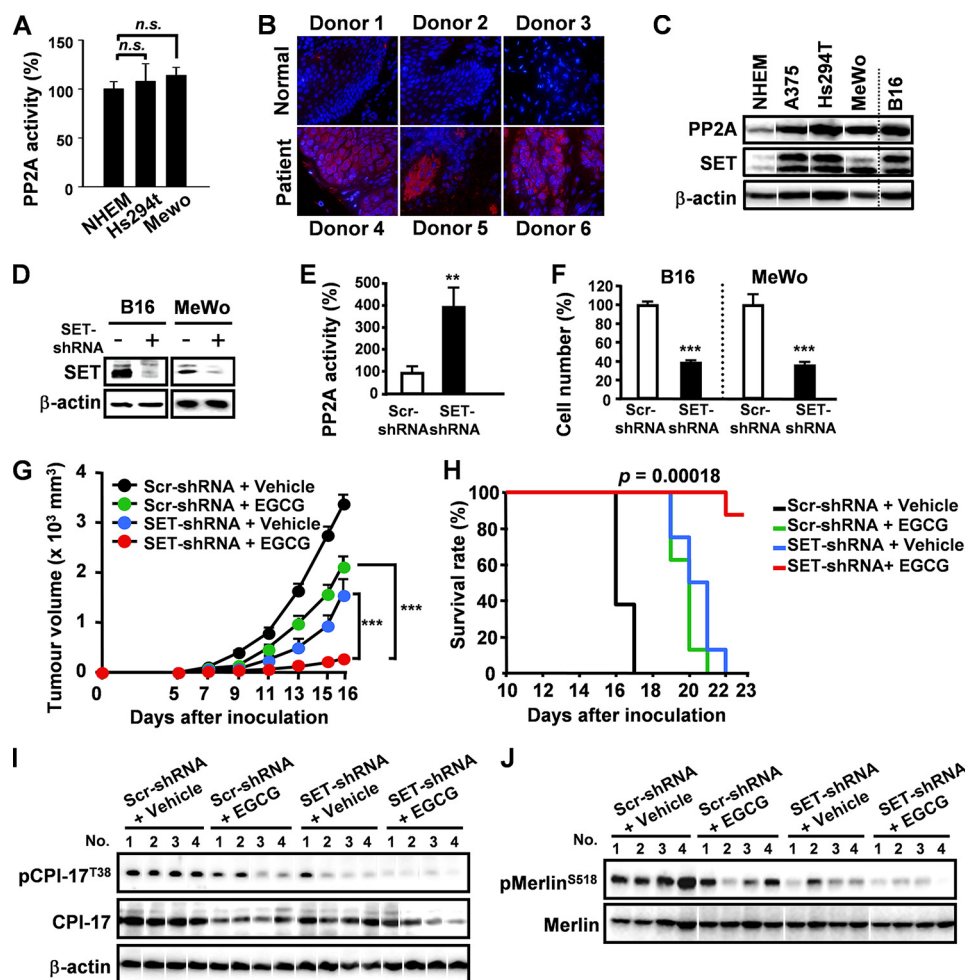 A
n.s.
n.s.
PP2A activity (%)
150
100
50
0
NHEM
Hs294t
Mewo
B
Donor 1 Donor 2 Donor 3
Normal
Patient
Donor 4 Donor 5 Donor 6
C
NHEM
A375
Hs294T
MeWo
B16
PP2A
SET
β-actin
D
B16 MeWo
SET-
shRNA
- + - +
SET
β-actin
E
PP2A activity (%)
500
400
300
200
100
0
**
Scr-
shRNA
SET-
shRNA
F
B16 MeWo
Cell number (%)
120
100
80
60
40
20
0
***
***
Scr-
shRNA
SET-
shRNA
Scr-
shRNA
SET-
shRNA
G
Tumour volume (x 10³ mm³)
4
3
2
1
0
Scr-shRNA + Vehicle
Scr-shRNA + EGCG
SET-shRNA + Vehicle
SET-shRNA + EGCG
***
***
0 5 7 9 11 13 15 16
Days after inoculation
H
p = 0.00018
Survival rate (%)
100
80
60
40
20
0
10 14 16 18 20 22 23
Days after inoculation
Scr-shRNA + Vehicle
Scr-shRNA + EGCG
SET-shRNA + Vehicle
SET-shRNA+ EGCG
I
Scr-shRNA
+ Vehicle
Scr-shRNA
+ EGCG
SET-shRNA
+ Vehicle
SET-shRNA
+ EGCG
No. 1 2 3 4 1 2 3 4 1 2 3 4 1 2 3 4
pCPI-17ᵀ³⁸
CPI-17
β-actin
J
Scr-shRNA
+ Vehicle
Scr-shRNA
+ EGCG
SET-shRNA
+ Vehicle
SET-shRNA
+ EGCG
No. 1 2 3 4 1 2 3 4 1 2 3 4 1 2 3 4
pMerlinˢ⁵¹⁸
Merlin